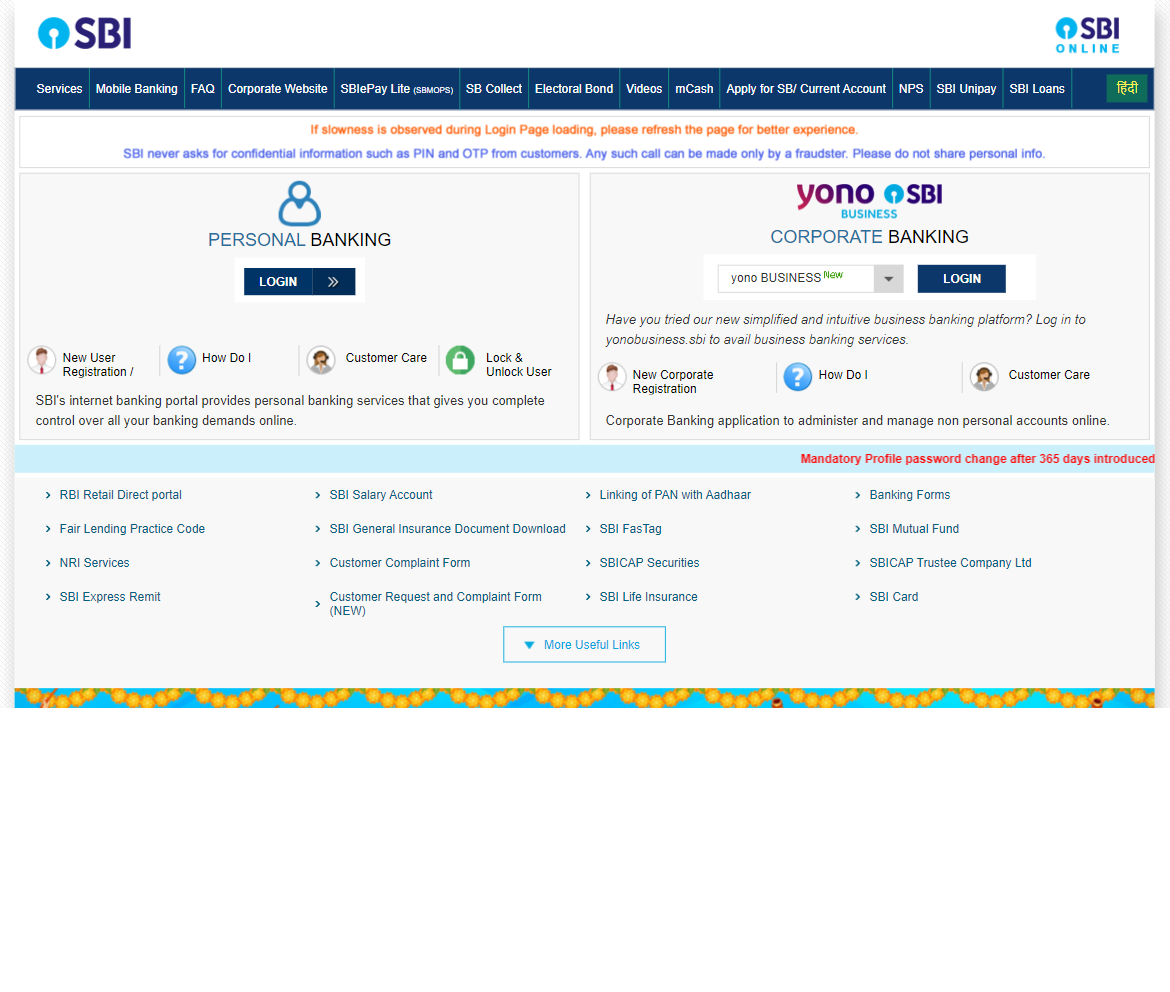 SBI
SBI
ONLINE
Services Mobile Banking FAQ Corporate Website SBIePay Lite (SBMOPS) SB Collect Electoral Bond Videos mCash Apply for SB/ Current Account NPS SBI Unipay SBI Loans हिंदी
If slowness is observed during Login Page loading, please refresh the page for better experience.
SBI never asks for confidential information such as PIN and OTP from customers. Any such call can be made only by a fraudster. Please do not share personal info.
PERSONAL BANKING
LOGIN
New User
Registration /
How Do I
Customer Care
Lock &
Unlock User
SBI's internet banking portal provides personal banking services that gives you complete
control over all your banking demands online.
yono SBI
BUSINESS
CORPORATE BANKING
yono BUSINESS New
LOGIN
Have you tried our new simplified and intuitive business banking platform? Log in to
yonobusiness.sbi to avail business banking services.
New Corporate
Registration
How Do I
Customer Care
Corporate Banking application to administer and manage non personal accounts online.
Mandatory Profile password change after 365 days introduced
RBI Retail Direct portal
SBI Salary Account
Linking of PAN with Aadhaar
Banking Forms
Fair Lending Practice Code
SBI General Insurance Document Download
SBI FasTag
SBI Mutual Fund
NRI Services
Customer Complaint Form
SBICAP Securities
SBICAP Trustee Company Ltd
SBI Express Remit
Customer Request and Complaint Form
(NEW)
SBI Life Insurance
SBI Card
More Useful Links